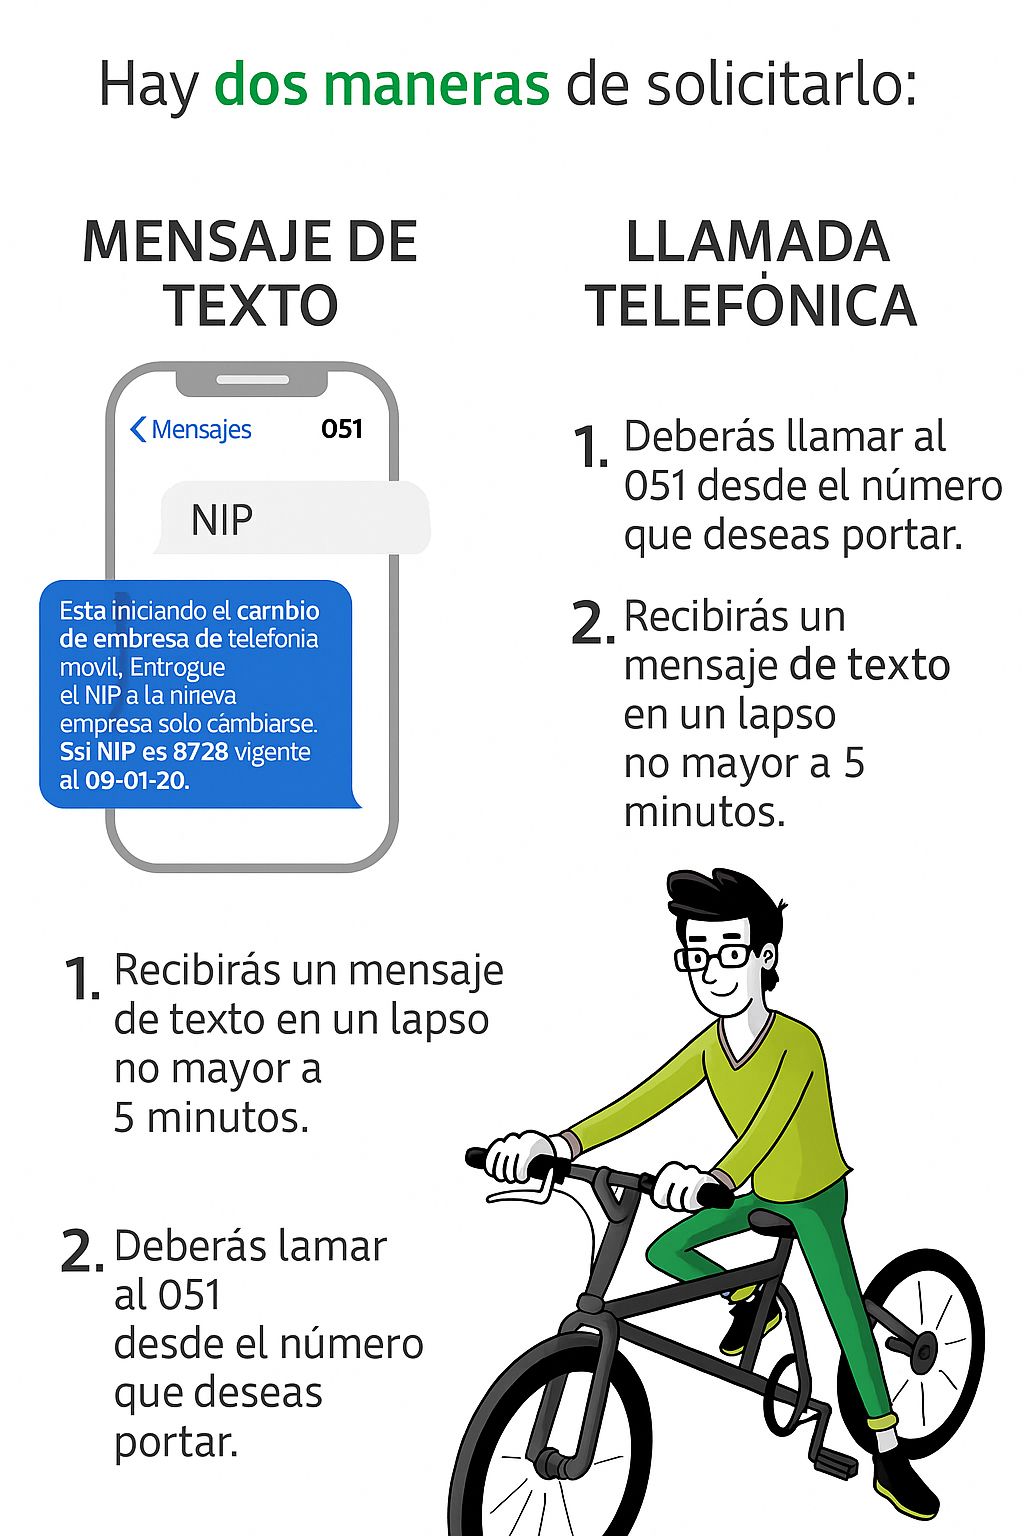 Hay dos maneras de solicitarlo:
MENSAJE DE
TEXTO
Mensajes 051
NIP
Esta iniciando el carnbio
de embresa de telefonia
movil, Entrogue
el NIP a la nineva
empresa solo cámbiarse.
Ssi NIP es 8728 vigente
al 09-01-20.
1. Recibirás un mensaje
de texto en un lapso
no mayor a
5 minutos.
2. Deberás lamar
al 051
desde el número
que deseas
portar.
LLAMADA
TELEFÓNICA
1. Deberás llamar al
051 desde el número
que deseas portar.
2. Recibirás un
mensaje de texto
en un lapso
no mayor a 5
minutos.